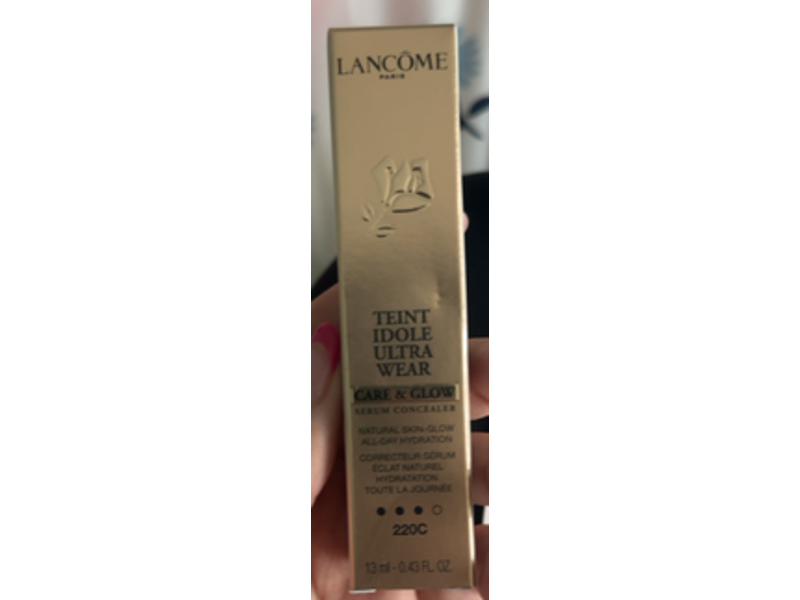 LANCÔME
PARIS
TEINT
IDOLE
ULTRA
WEAR
CARE & GLOW
SERUM CONCEALER
NATURAL SKIN-GLOW
ALL-DAY HYDRATION
CORRECTEUR-SÉRUM
ÉCLAT NATUREL
HYDRATATION
TOUTE LA JOURNÉE
220C
13 ml - 0.43 FL. OZ.